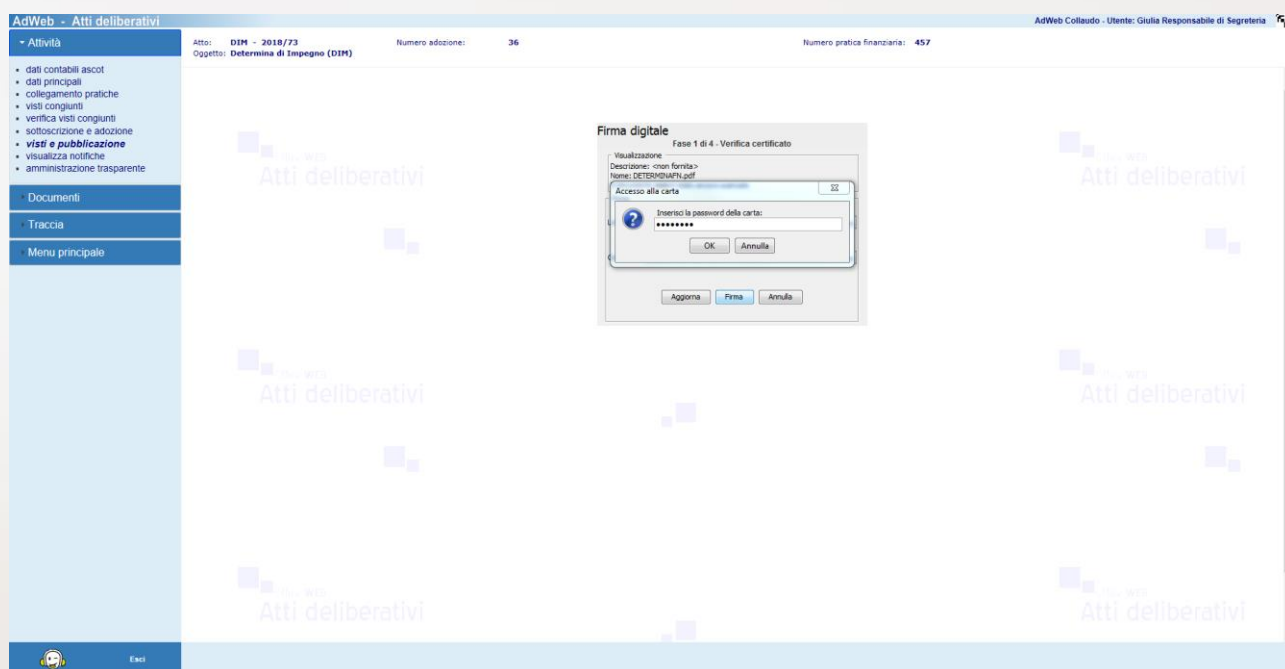 AdWeb - Atti deliberativi
AdWeb Collaudo - Utente: Giulia Responsabile di Segreteria
Attività
Atto: DIM - 2018/73 Numero adozione: 36 Numero pratica finanziaria: 457
Oggetto: Determina di Impegno (DIM)
• dati contabili ascot
• dati principali
• collegamento pratiche
• visti congiunti
• verifica visti congiunti
• sottoscrizione e adozione
• visti e pubblicazione
• visualizza notifiche
• amministrazione trasparente
Documenti
Traccia
Menu principale
Firma digitale
Fase 1 di 4 - Verifica certificato
Visualizzazione
Descrizione: <non fornita>
Nome: DETERMINAFN.pdf
Accesso alla carta
Inserisci la password della carta:
••••••••
OK Annulla
Aggiorna Firma Annulla
Atti deliberativi
Atti deliberativi
Atti deliberativi
Atti deliberativi
Atti deliberativi
Atti deliberativi
Esci